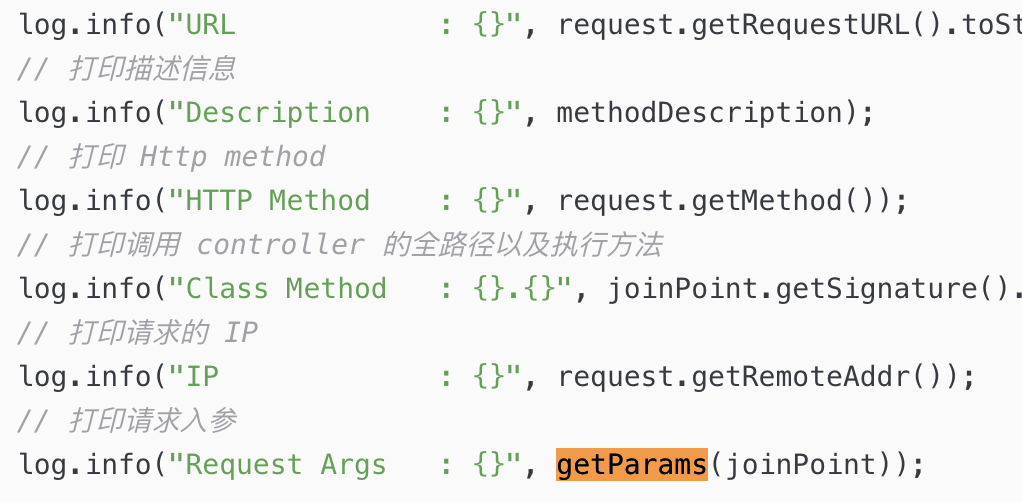 log.info("URL            : {}", request.getRequestURL().toSt
// 打印描述信息
log.info("Description    : {}", methodDescription);
// 打印 Http method
log.info("HTTP Method    : {}", request.getMethod());
// 打印调用 controller 的全路径以及执行方法
log.info("Class Method   : {}.{}", joinPoint.getSignature().
// 打印请求的 IP
log.info("IP             : {}", request.getRemoteAddr());
// 打印请求入参
log.info("Request Args   : {}", getParams(joinPoint));